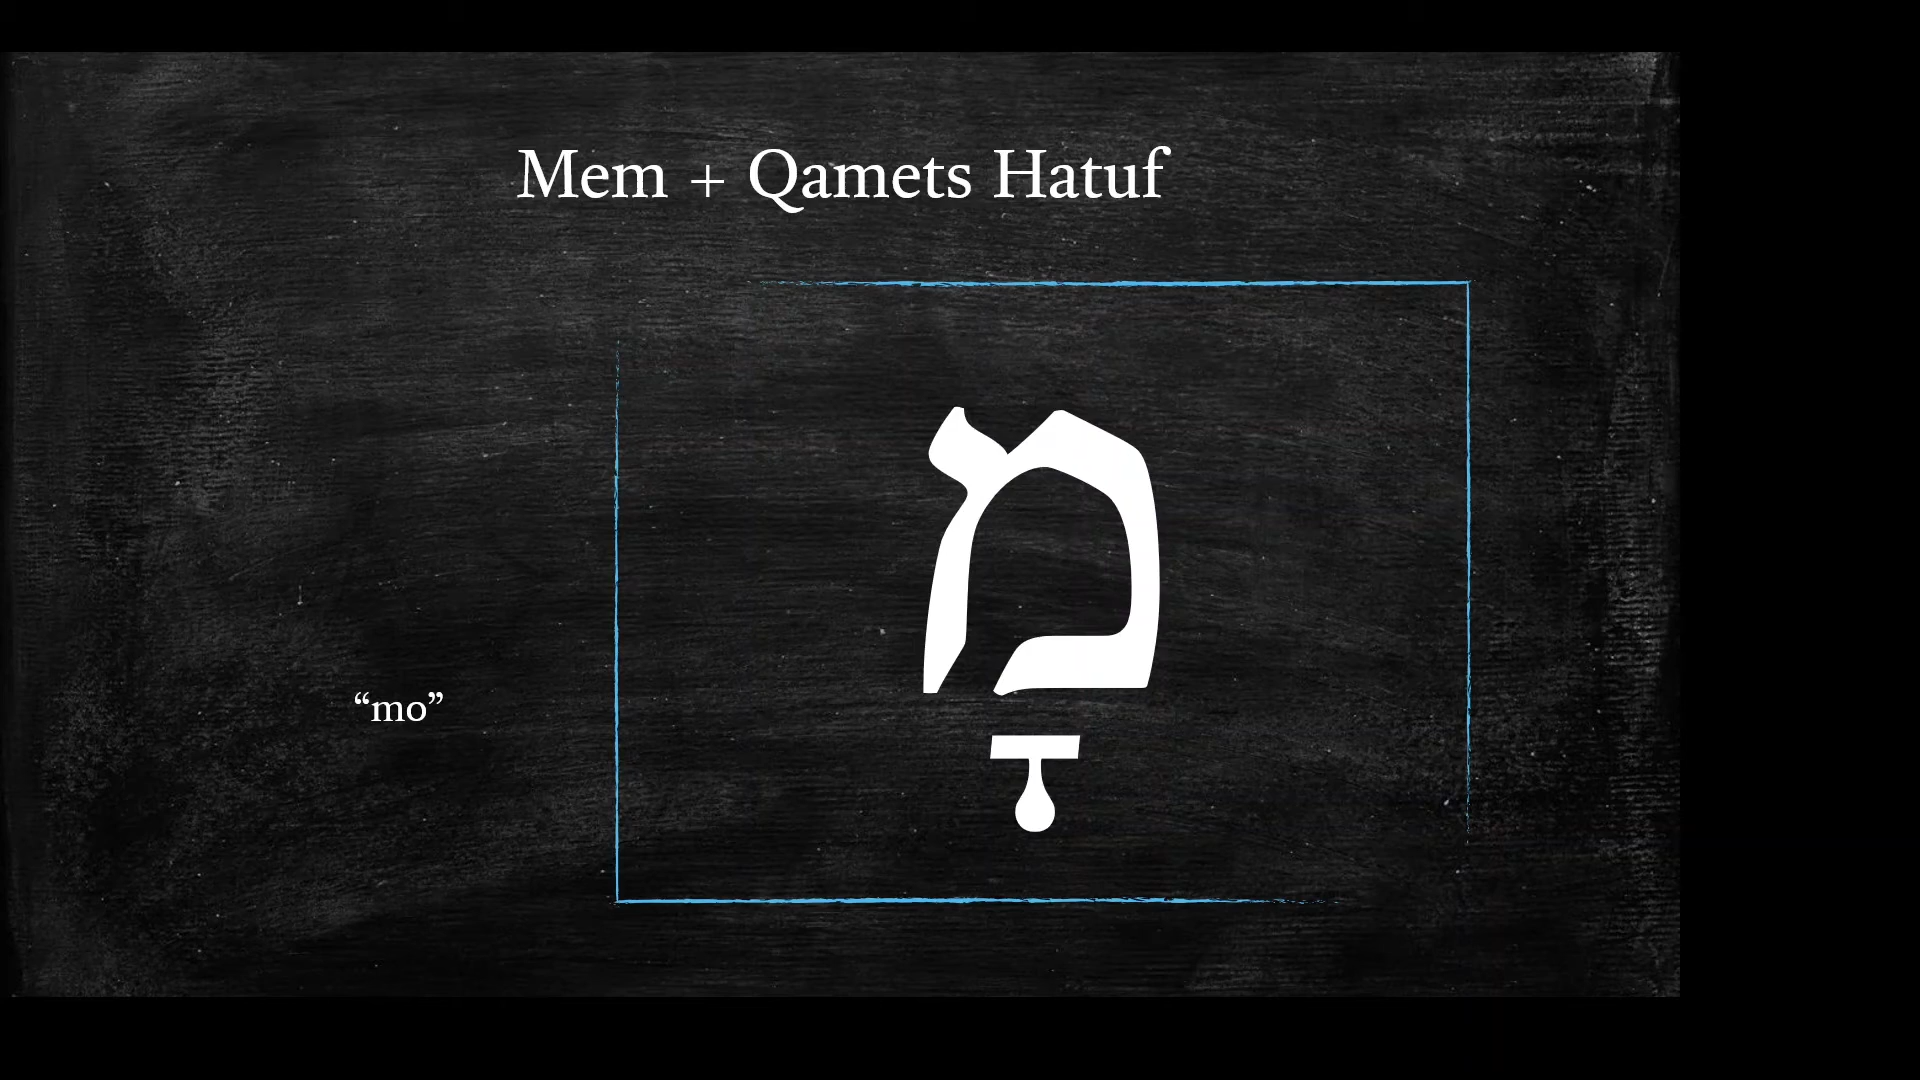 Mem + Qamets Hatuf
מָ
“mo”